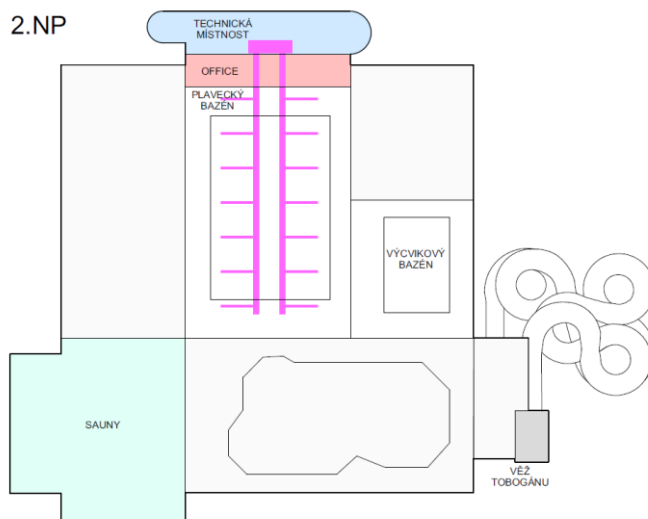 2.NP
TECHNICKÁ
MÍSTNOST
OFFICE
PLAVECKÝ
BAZÉN
VÝCVIKOVÝ
BAZÉN
SAUNY
VĚŽ
TOBOGÁNU